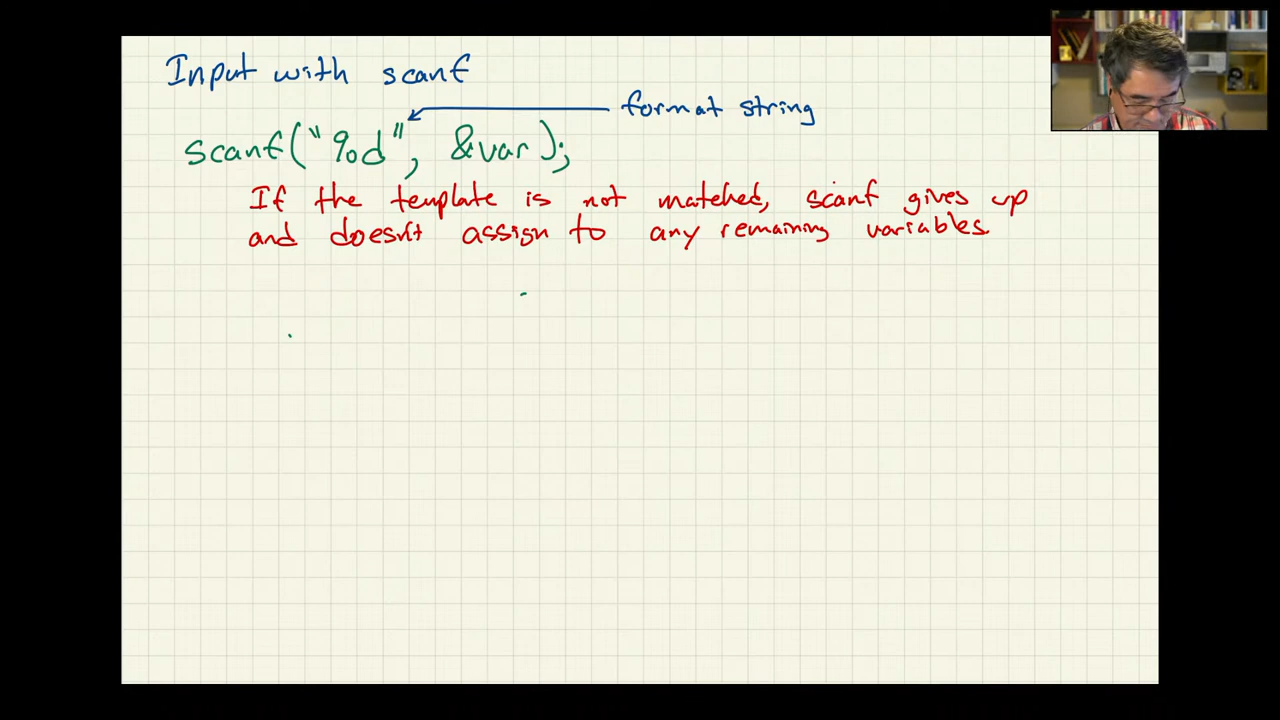 Input with scanf
format string
scanf("%d", &var);
If the template is not matched, scanf gives up
and doesn't assign to any remaining variables.